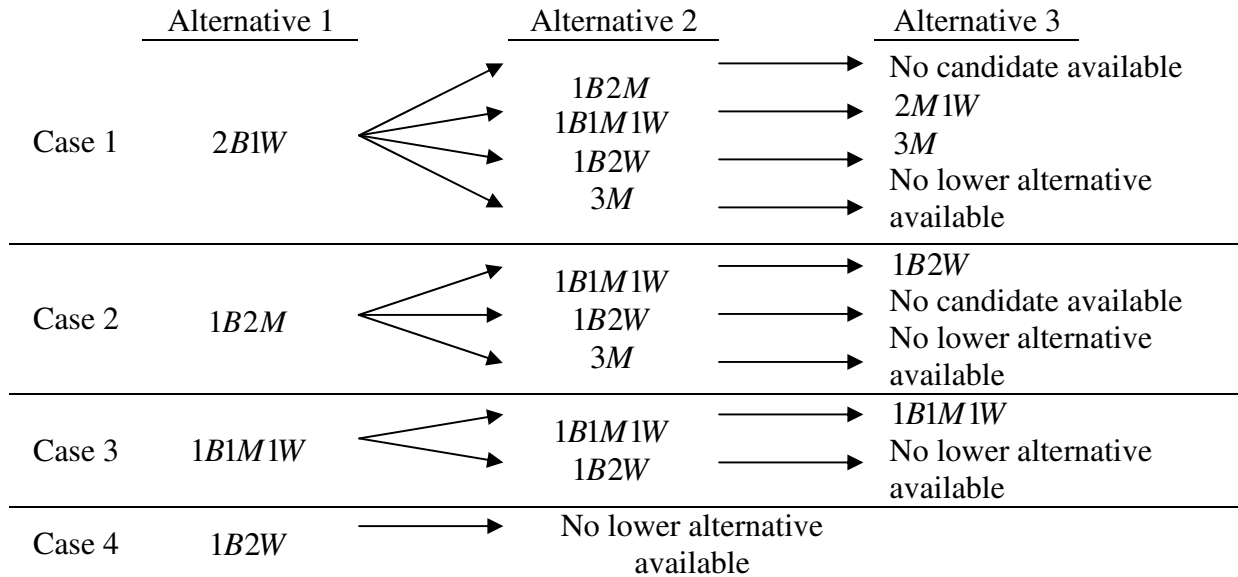 Alternative 1 Alternative 2 Alternative 3
No candidate available
1B2M
2M1W
1B1M1W
Case 1 2B1W 3M
1B2W
No lower alternative
3M
available
1B2W
1B1M1W
No candidate available
Case 2 1B2M 1B2W
No lower alternative
3M
available
1B1M1W
1B1M1W
Case 3 1B1M1W No lower alternative
1B2W
available
No lower alternative
Case 4 1B2W
available